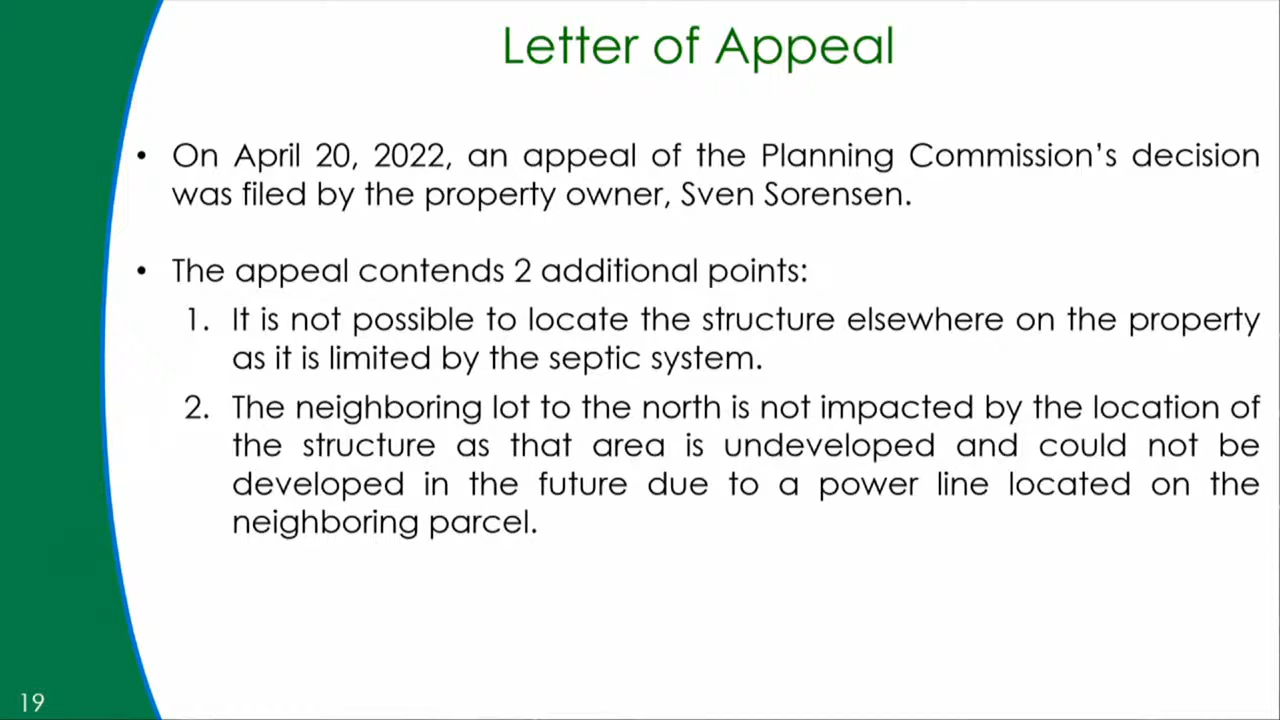 Letter of Appeal
• On April 20, 2022, an appeal of the Planning Commission's decision
was filed by the property owner, Sven Sorensen.
• The appeal contends 2 additional points:
1. It is not possible to locate the structure elsewhere on the property
as it is limited by the septic system.
2. The neighboring lot to the north is not impacted by the location of
the structure as that area is undeveloped and could not be
developed in the future due to a power line located on the
neighboring parcel.
19